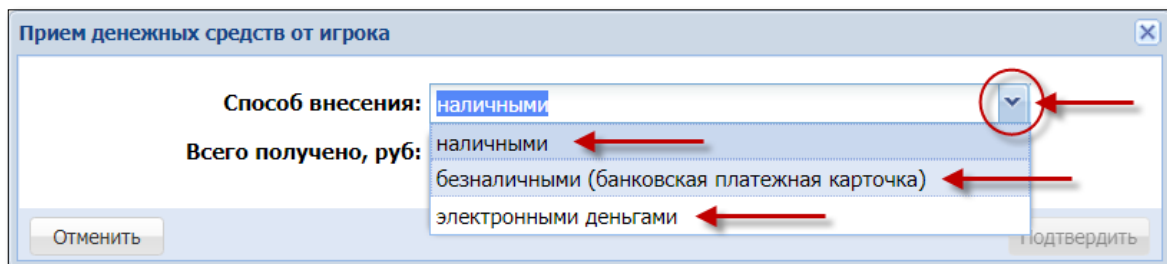 Прием денежных средств от игрока
Способ внесения: наличными
наличными
Всего получено, руб:
безналичными (банковская платежная карточка)
электронными деньгами
Отменить
Подтвердить